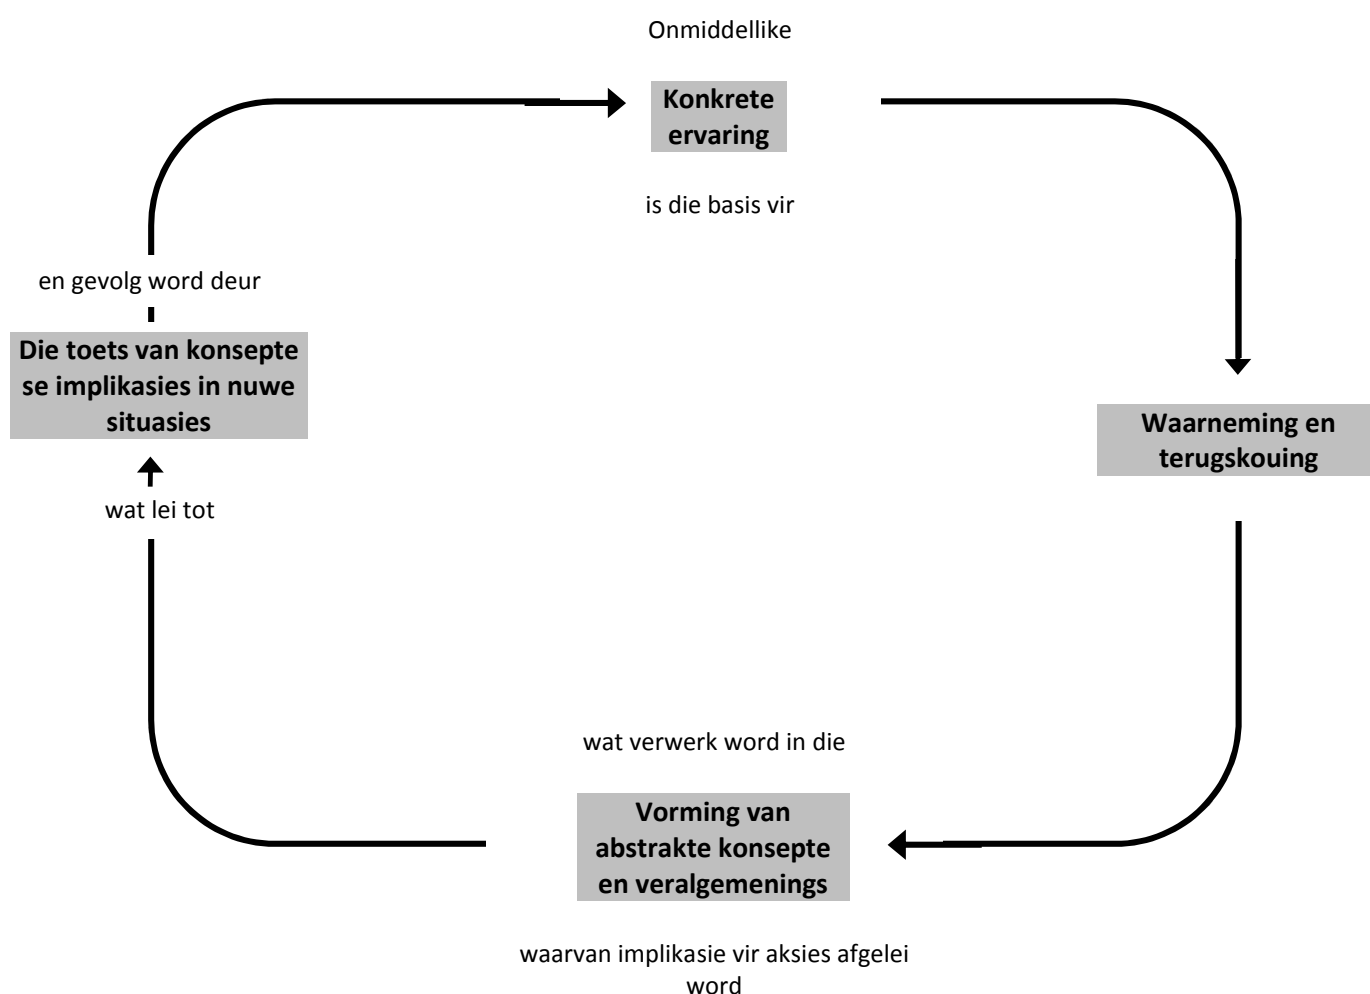 Onmiddellike
Konkrete
ervaring
is die basis vir
Waarneming en
terugskouing
wat verwerk word in die
Vorming van
abstrakte konsepte
en veralgemenings
waarvan implikasie vir aksies afgelei
word
wat lei tot
Die toets van konsepte
se implikasies in nuwe
situasies
en gevolg word deur